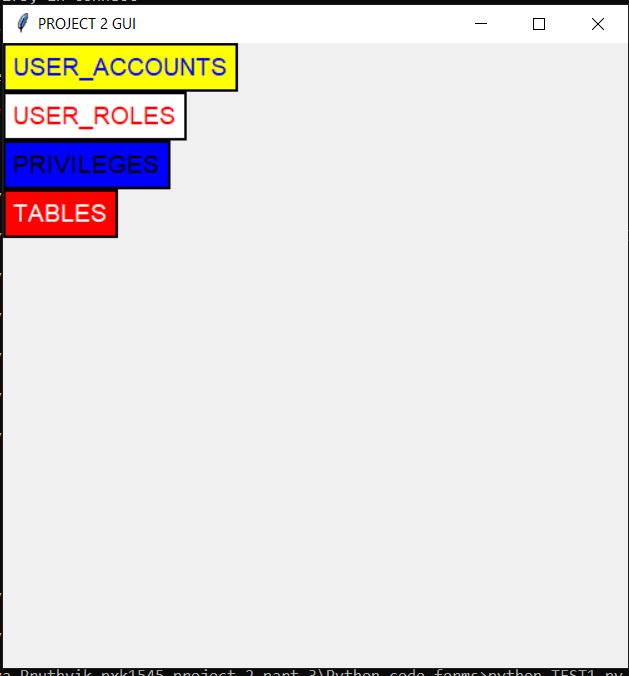 PROJECT 2 GUI
USER_ACCOUNTS
USER_ROLES
PRIVILEGES
TABLES
Pruthvik pxk1545 project 2 part 3\Python code forms>python TEST1.py